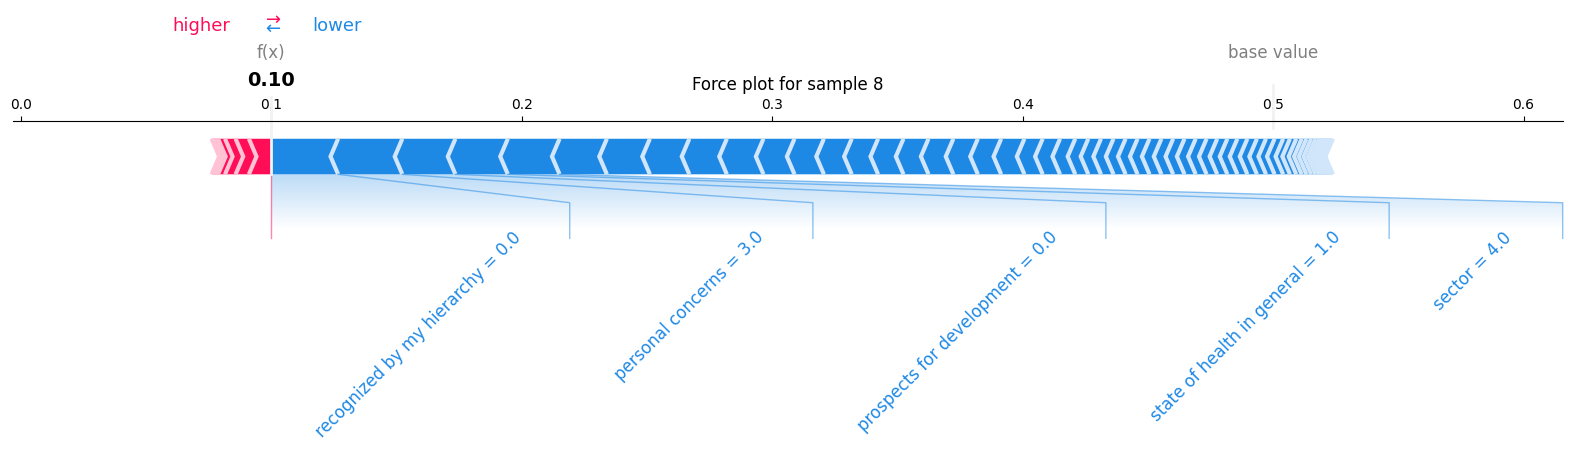 higher ⇄ lower
f(x)
base value
0.10
Force plot for sample 8
0.0 0 1 0.2 0.3 0.4 0 5 0.6
recognized by my hierarchy = 0.0
personal concerns = 3.0
prospects for development = 0.0
state of health in general = 1.0
sector = 4.0